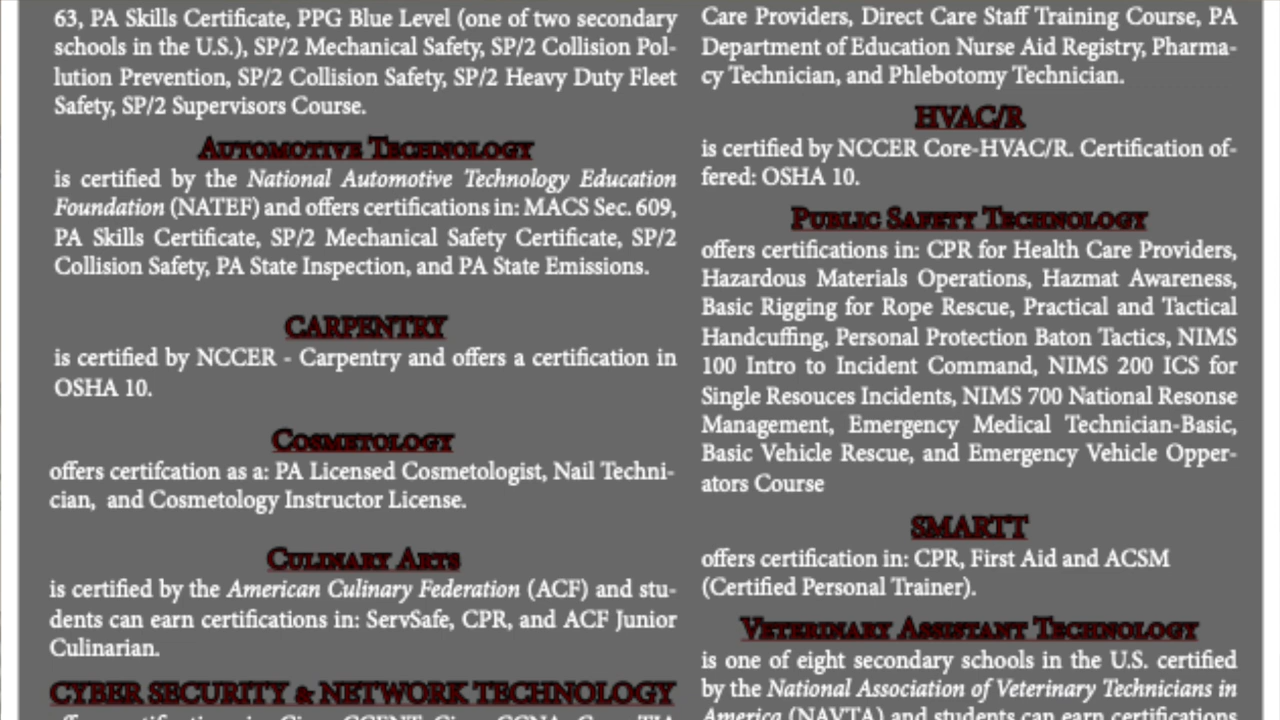 63, PA Skills Certificate, PPG Blue Level (one of two secondary
schools in the U.S.), SP/2 Mechanical Safety, SP/2 Collision Pol-
lution Prevention, SP/2 Collision Safety, SP/2 Heavy Duty Fleet
Safety, SP/2 Supervisors Course.
Automotive Technology
is certified by the National Automotive Technology Education
Foundation (NATEF) and offers certifications in: MACS Sec. 609,
PA Skills Certificate, SP/2 Mechanical Safety Certificate, SP/2
Collision Safety, PA State Inspection, and PA State Emissions.
CARPENTRY
is certified by NCCER - Carpentry and offers a certification in
OSHA 10.
Cosmetology
offers certifcation as a: PA Licensed Cosmetologist, Nail Techni-
cian, and Cosmetology Instructor License.
Culinary Arts
is certified by the American Culinary Federation (ACF) and stu-
dents can earn certifications in: ServSafe, CPR, and ACF Junior
Culinarian.
CYBER SECURITY & NETWORK TECHNOLOGY
Care Providers, Direct Care Staff Training Course, PA
Department of Education Nurse Aid Registry, Pharma-
cy Technician, and Phlebotomy Technician.
HVAC/R
is certified by NCCER Core-HVAC/R. Certification of-
fered: OSHA 10.
Public Safety Technology
offers certifications in: CPR for Health Care Providers,
Hazardous Materials Operations, Hazmat Awareness,
Basic Rigging for Rope Rescue, Practical and Tactical
Handcuffing, Personal Protection Baton Tactics, NIMS
100 Intro to Incident Command, NIMS 200 ICS for
Single Resouces Incidents, NIMS 700 National Resonse
Management, Emergency Medical Technician-Basic,
Basic Vehicle Rescue, and Emergency Vehicle Opper-
ators Course
SMARTT
offers certification in: CPR, First Aid and ACSM
(Certified Personal Trainer).
Veterinary Assistant Technology
is one of eight secondary schools in the U.S. certified
by the National Association of Veterinary Technicians in
America (NAVTA) and students can earn certifications